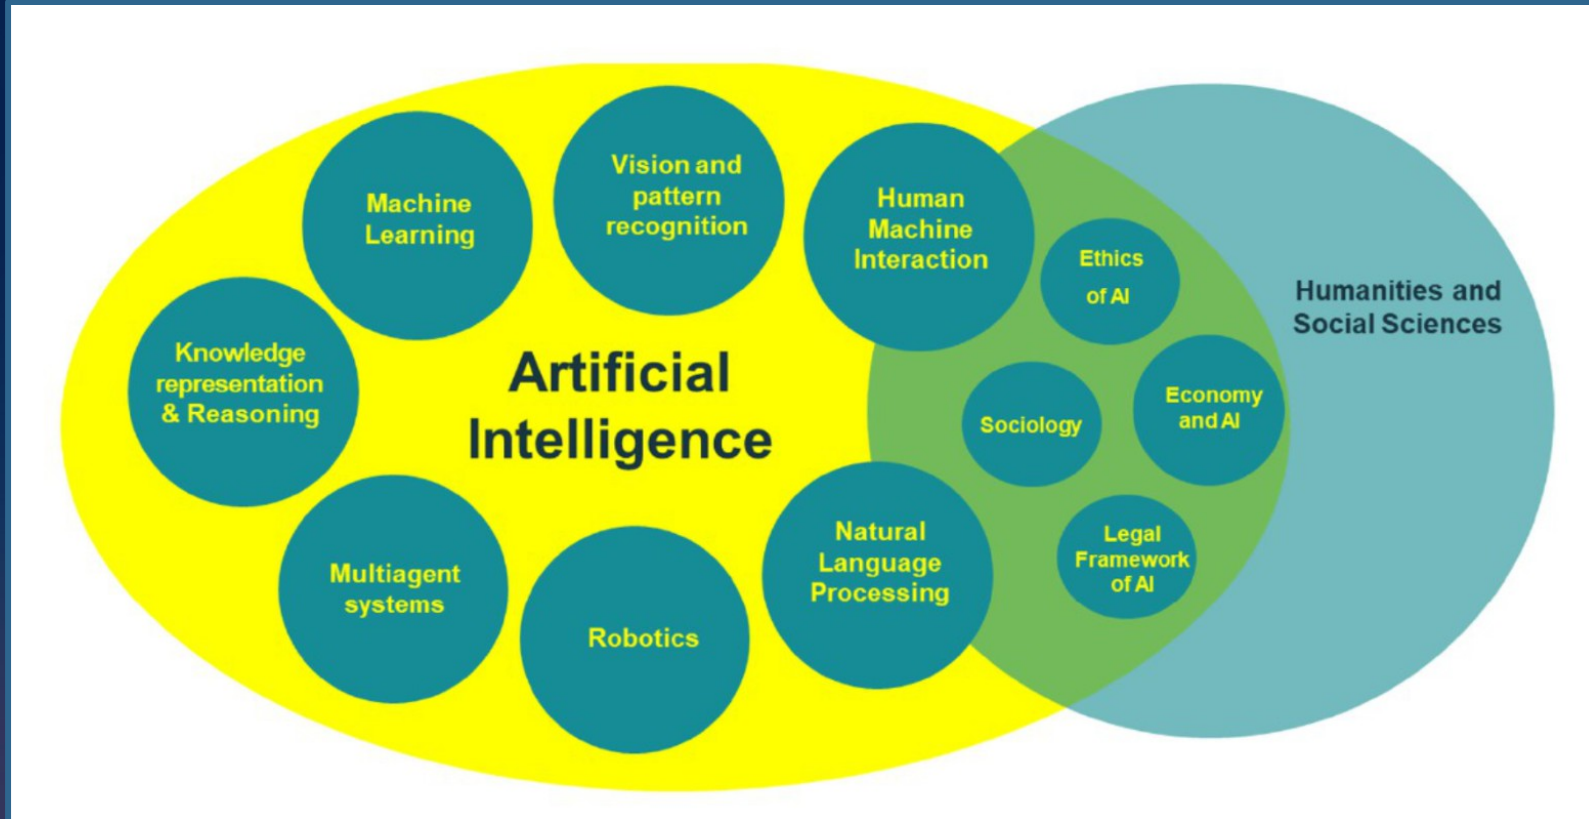 Machine
Learning
Vision and
pattern
recognition
Human
Machine
Interaction
Ethics
of AI
Humanities and
Social Sciences
Knowledge
representation
& Reasoning
Artificial
Intelligence
Sociology
Economy
and AI
Multiagent
systems
Robotics
Natural
Language
Processing
Legal
Framework
of AI